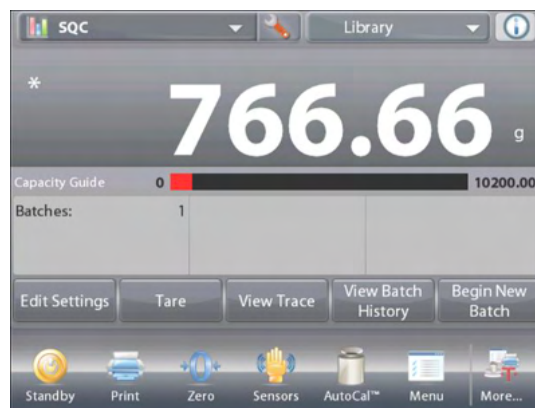 SQC
Library
*
766.66 g
Capacity Guide 0 10200.00
Batches: 1
Edit Settings
Tare
View Trace
View Batch
History
Begin New
Batch
Standby
Print
Zero
Sensors
AutoCal™
Menu
More...